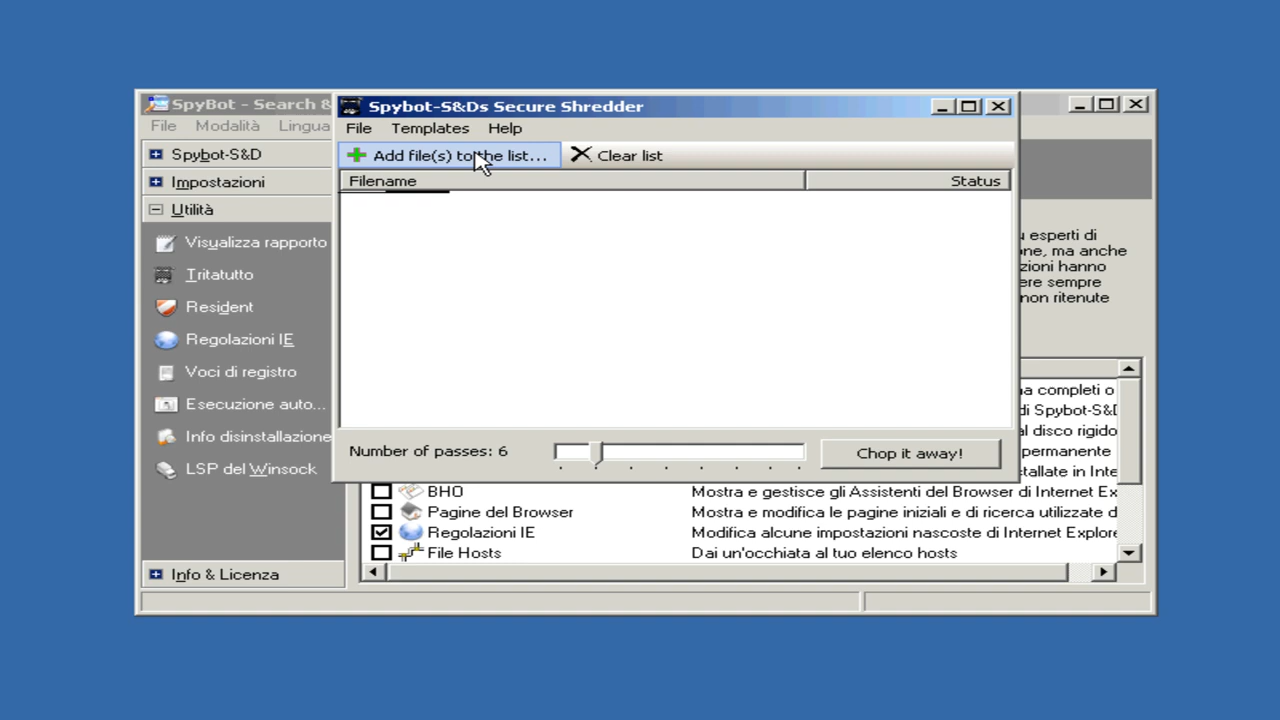 SpyBot - Search &
File Modalità Lingua
Spybot-S&D
Impostazioni
Utilità
Visualizza rapporto
Tritatutto
Resident
Regolazioni IE
Voci di registro
Esecuzione auto...
Info disinstallazione
LSP del Winsock
Info & Licenza
Spybot-S&Ds Secure Shredder
File Templates Help
Add file(s) to the list... Clear list
Filename Status
Number of passes: 6 Chop it away!
u esperti di
one, ma anche
zioni hanno
ere sempre
non ritenute
na completi o
di Spybot-S&D
al disco rigido
permanente
stallate in Inte
BHO Mostra e gestisce gli Assistenti del Browser di Internet Ex
Pagine del Browser Mostra e modifica le pagine iniziali e di ricerca utilizzate d
Regolazioni IE Modifica alcune impostazioni nascoste di Internet Explore
File Hosts Dai un'occhiata al tuo elenco hosts